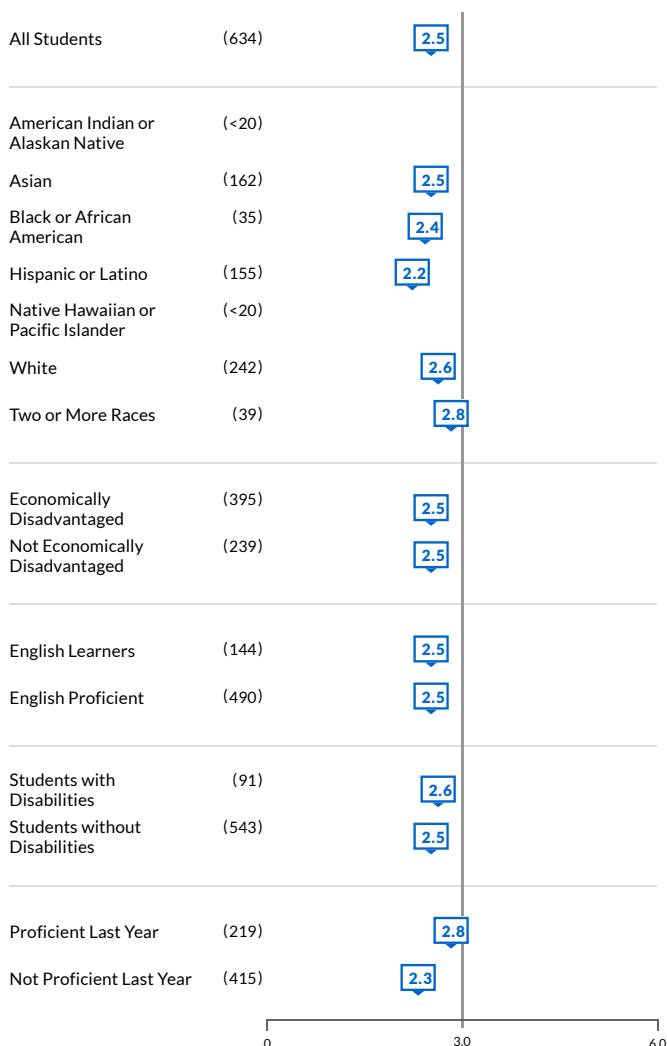 All Students (634) 2.5
American Indian or (<20)
Alaskan Native
Asian (162) 2.5
Black or African (35)
American 2.4
Hispanic or Latino (155) 2.2
Native Hawaiian or (<20)
Pacific Islander
White (242) 2.6
Two or More Races (39) 2.8
Economically (395) 2.5
Disadvantaged
Not Economically (239) 2.5
Disadvantaged
English Learners (144) 2.5
English Proficient (490) 2.5
Students with (91) 2.6
Disabilities
Students without (543) 2.5
Disabilities
Proficient Last Year (219) 2.8
Not Proficient Last Year (415) 2.3
0 3.0 6.0